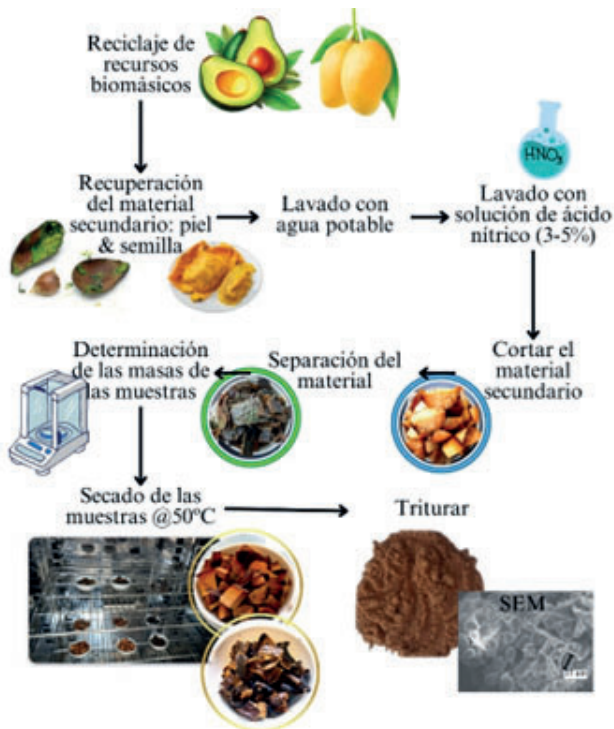 Reciclaje de
recursos
biomásicos
HNO3
Recuperación
del material
secundario: piel
& semilla
Lavado con
agua potable
Lavado con
solución de ácido
nítrico (3-5%)
Determinación
de las masas de
las muestras
Separación del
material
Cortar el
material
secundario
Secado de las
muestras @50ºC
Triturar
SEM